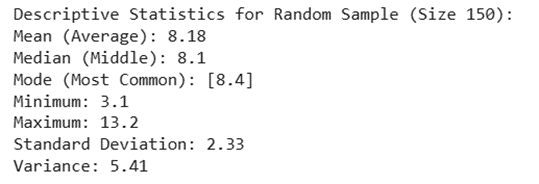 Descriptive Statistics for Random Sample (Size 150):
Mean (Average): 8.18
Median (Middle): 8.1
Mode (Most Common): [8.4]
Minimum: 3.1
Maximum: 13.2
Standard Deviation: 2.33
Variance: 5.41